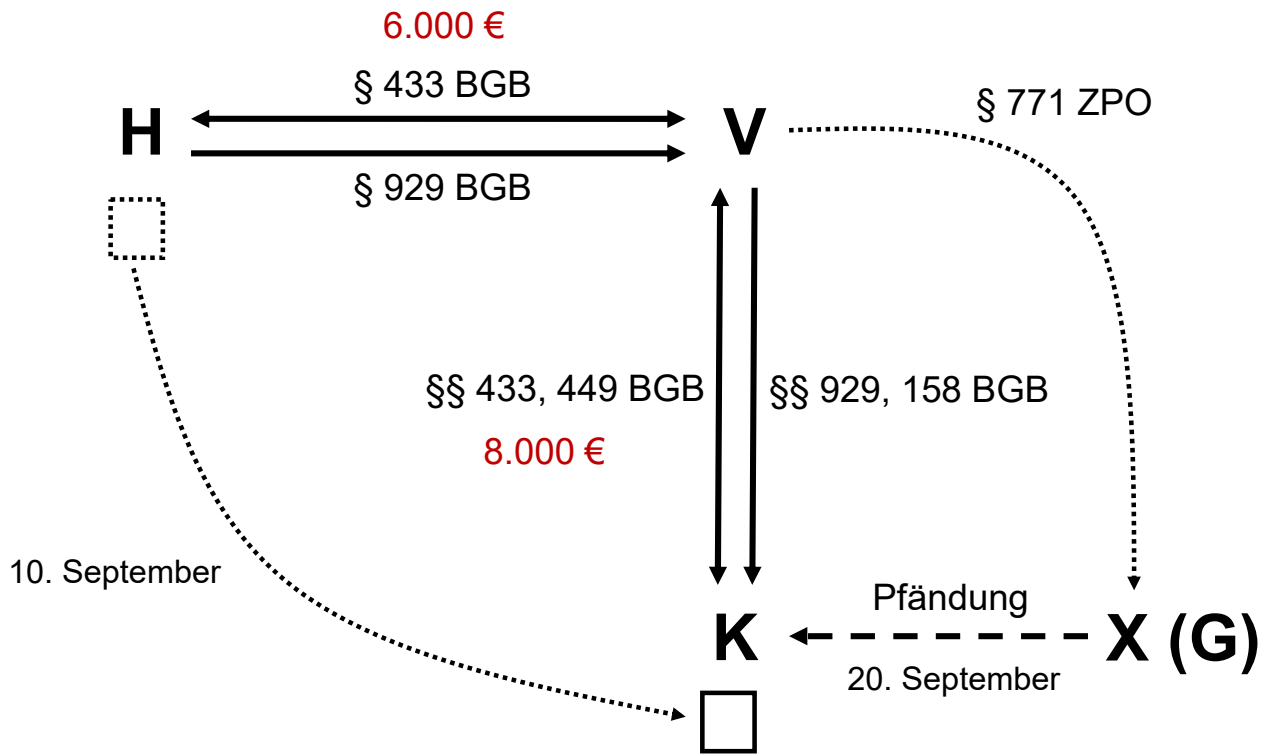 6.000 €
§ 433 BGB
§ 771 ZPO
H
V
§ 929 BGB
§§ 433, 449 BGB
§§ 929, 158 BGB
8.000 €
10. September
Pfändung
K
X (G)
20. September